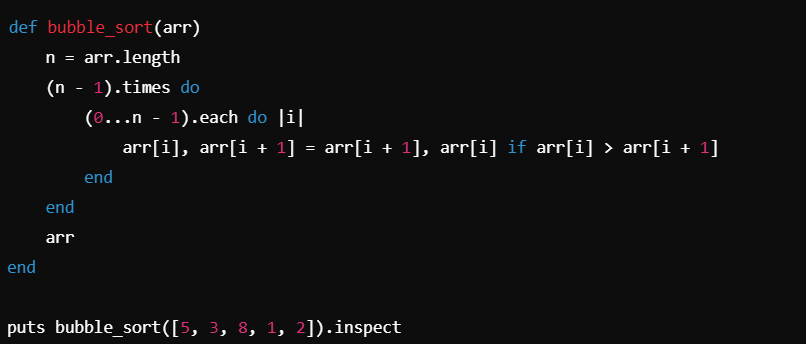 def bubble_sort(arr)
    n = arr.length
    (n - 1).times do
        (0...n - 1).each do |i|
            arr[i], arr[i + 1] = arr[i + 1], arr[i] if arr[i] > arr[i + 1]
        end
    end
    arr
end

puts bubble_sort([5, 3, 8, 1, 2]).inspect